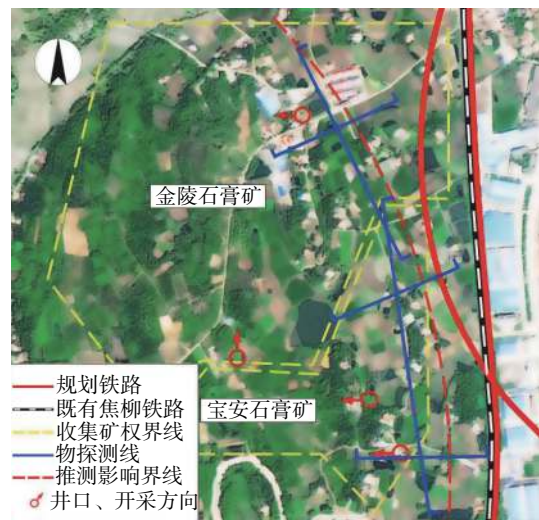 金陵石膏矿
宝安石膏矿
规划铁路
既有焦柳铁路
收集矿权界线
物探测线
推测影响界线
井口、开采方向